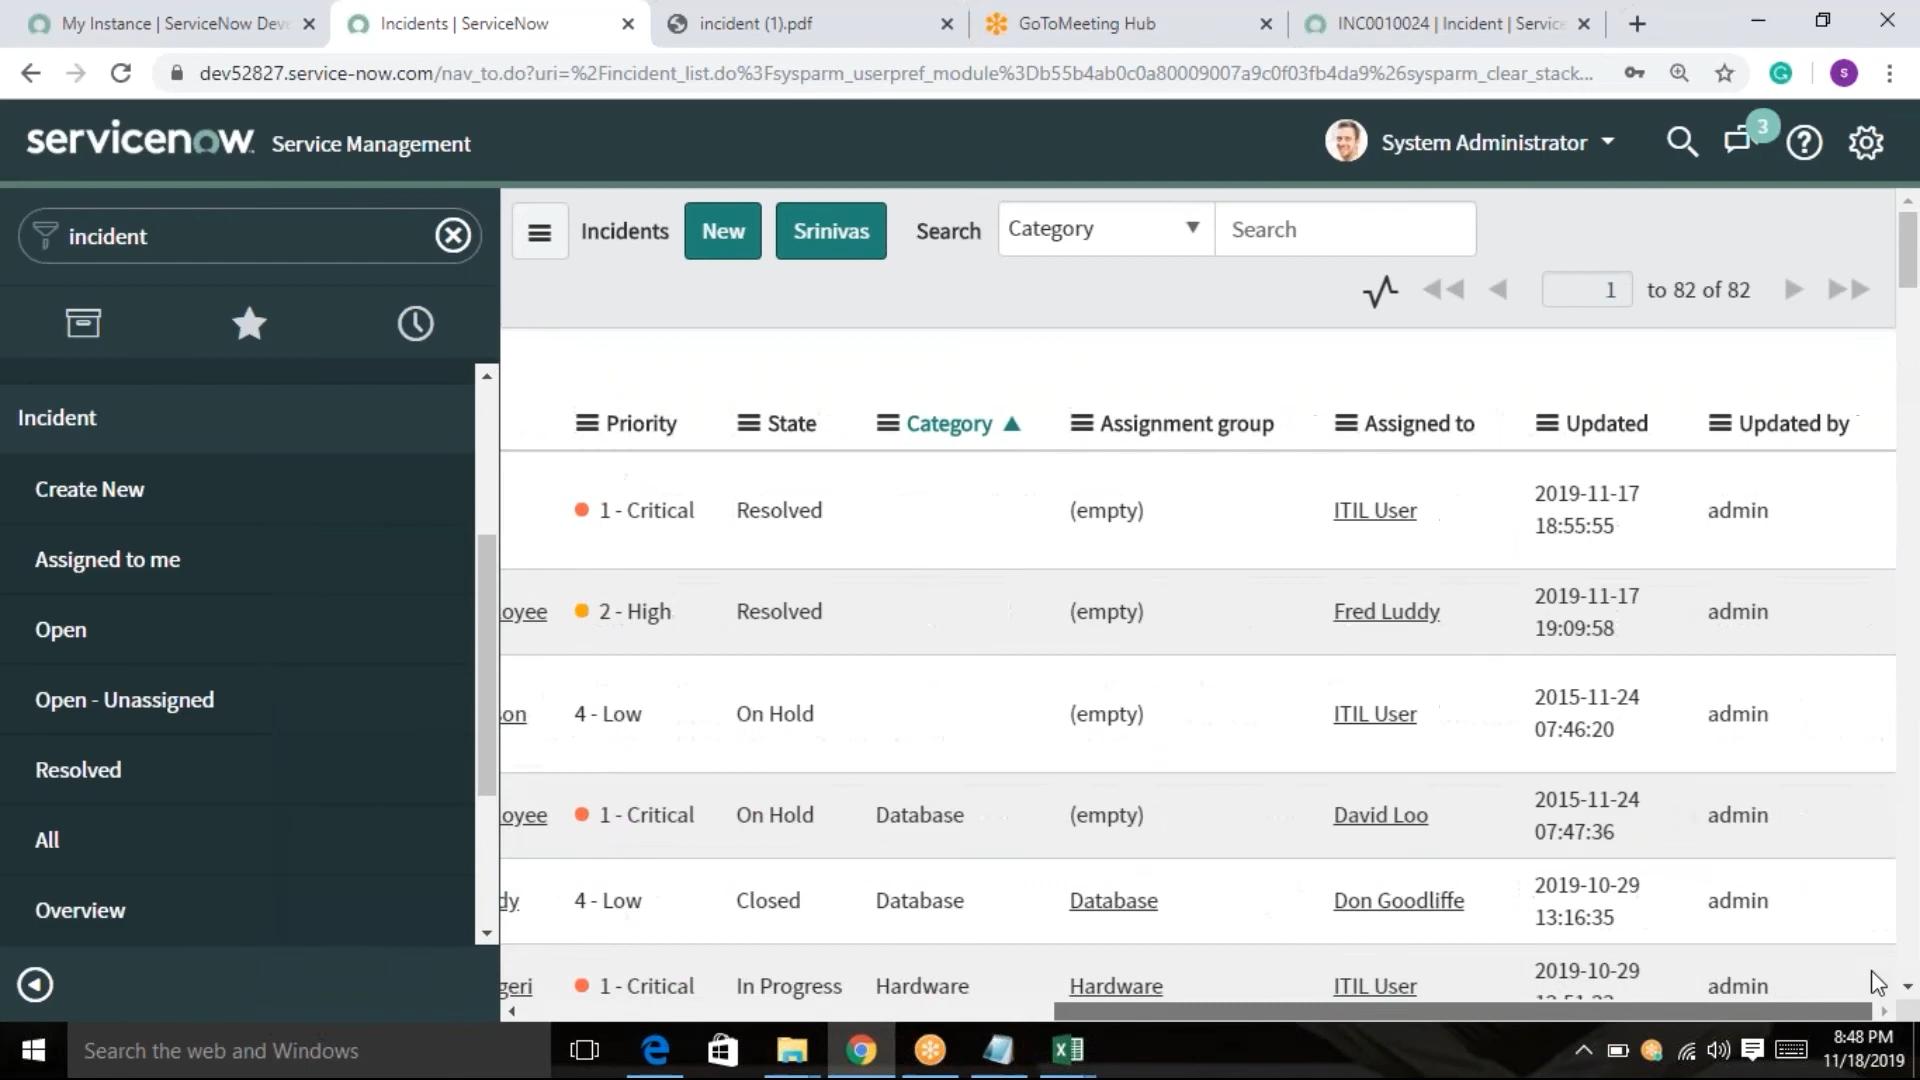 My Instance | ServiceNow Deve
Incidents | ServiceNow
incident (1).pdf
GoToMeeting Hub
INC0010024 | Incident | Service
dev52827.service-now.com/nav_to.do?uri=%2Fincident_list.do%3Fsysparm_userpref_module%3Db55b4ab0c0a80009007a9c0f03fb4da9%26sysparm_clear_stack...
S
servicenow Service Management
System Administrator
3
incident
Incidents New Srinivas Search Category Search
1 to 82 of 82
Incident
Create New
Assigned to me
Open
Open - Unassigned
Resolved
All
Overview
Priority State Category Assignment group Assigned to Updated Updated by
1 - Critical Resolved (empty) ITIL User 2019-11-17 18:55:55 admin
oyee 2 - High Resolved (empty) Fred Luddy 2019-11-17 19:09:58 admin
son 4 - Low On Hold (empty) ITIL User 2015-11-24 07:46:20 admin
oyee 1 - Critical On Hold Database (empty) David Loo 2015-11-24 07:47:36 admin
dy 4 - Low Closed Database Database Don Goodliffe 2019-10-29 13:16:35 admin
geri 1 - Critical In Progress Hardware Hardware ITIL User 2019-10-29 admin
Search the web and Windows
8:48 PM
11/18/2019